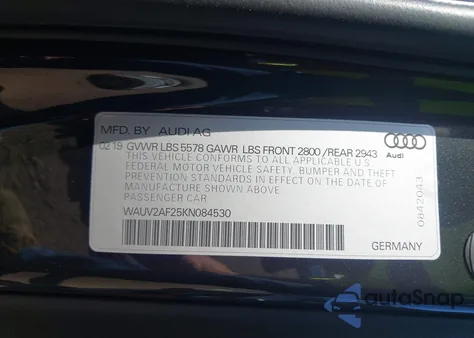 MFD. BY AUDI AG
02/19 GVWR LBS 5578 GAWR LBS FRONT 2800 / REAR 2943
THIS VEHICLE CONFORMS TO ALL APPLICABLE U.S.
FEDERAL MOTOR VEHICLE SAFETY, BUMPER AND THEFT
PREVENTION STANDARDS IN EFFECT ON THE DATE OF
MANUFACTURE SHOWN ABOVE
PASSENGER CAR
WAUV2AF25KN084530
GERMANY
Audi
0842043
autoSnap